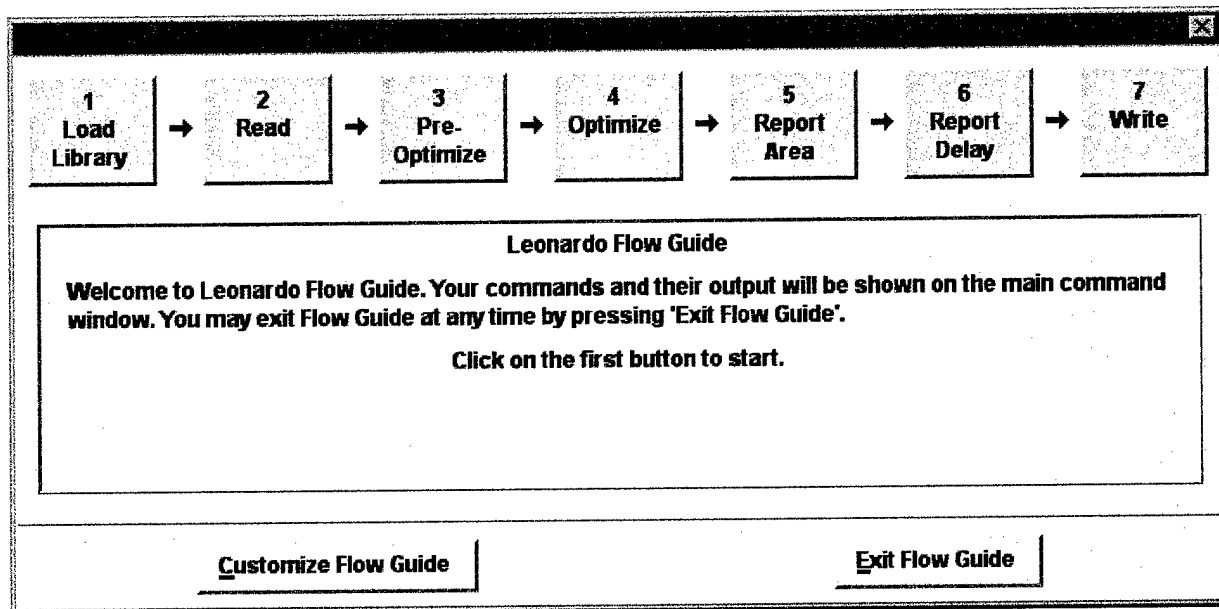 1 Load Library → 2 Read → 3 Pre-Optimize → 4 Optimize → 5 Report Area → 6 Report Delay → 7 Write
Leonardo Flow Guide
Welcome to Leonardo Flow Guide. Your commands and their output will be shown on the main command
window. You may exit Flow Guide at any time by pressing 'Exit Flow Guide'.
Click on the first button to start.
Customize Flow Guide
Exit Flow Guide